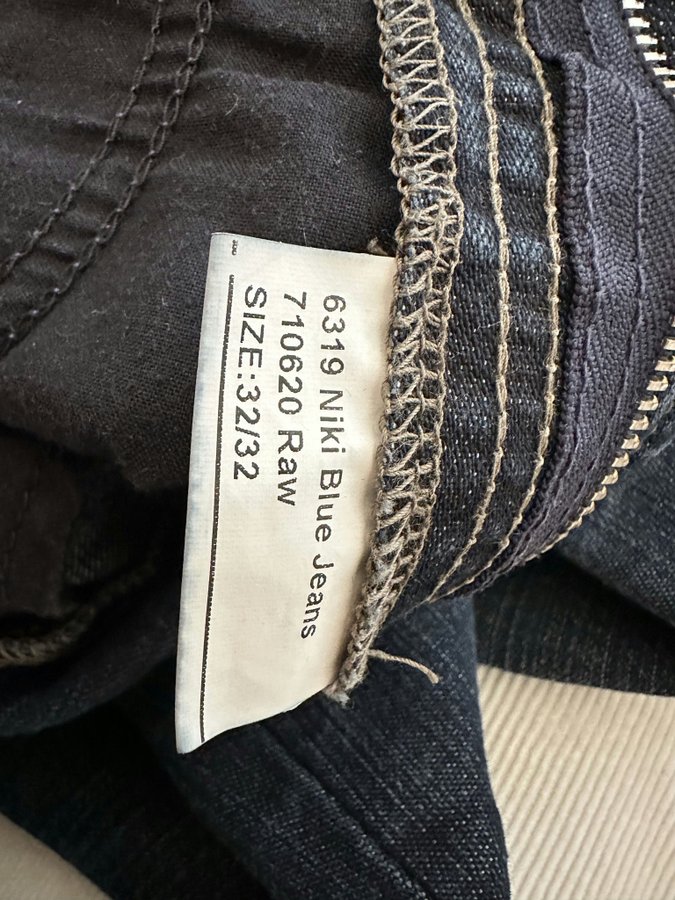 6319 Niki Blue Jeans
710620 Raw
SIZE:32/32